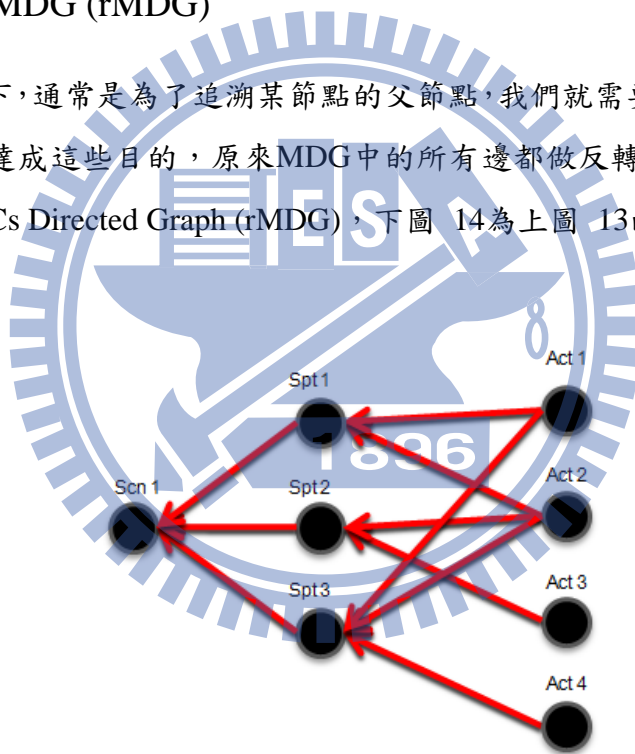 MDG (rMDG)
下，通常是為了追溯某節點的父節點，我們就需要
達成這些目的，原來MDG中的所有邊都做反轉
Cs Directed Graph (rMDG)，下圖 14為上圖 13
E S A
8
Act 1
Spt 1
1896
Act 2
Scn 1
Spt 2
Act 3
Spt 3
Act 4